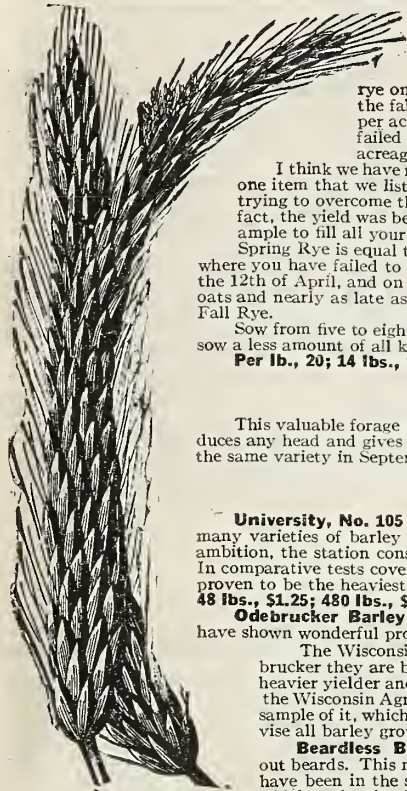 rye on
the fal
per ac
failed
acreag
I think we have
one item that we list
trying to overcome th
fact, the yield was be
ample to fill all your
Spring Rye is equal t
where you have failed to
the 12th of April, and on
oats and nearly as late as
Fall Rye.
Sow from five to eigh
sow a less amount of all k
Per lb., 20; 14 lbs.,
This valuable forage
duces any head and gives
the same variety in Septe
University, No. 105
many varieties of barley
ambition, the station cons
In comparative tests cove
proven to be the heaviest
48 lbs., $1.25; 480 lbs., $
Odebrucker Barley
have shown wonderful pro
The Wisconsi
brucker they are b
heavier yielder and
the Wisconsin Agr
sample of it, which
vise all barley grov
Beardless B
out beards. This n
have been in the s